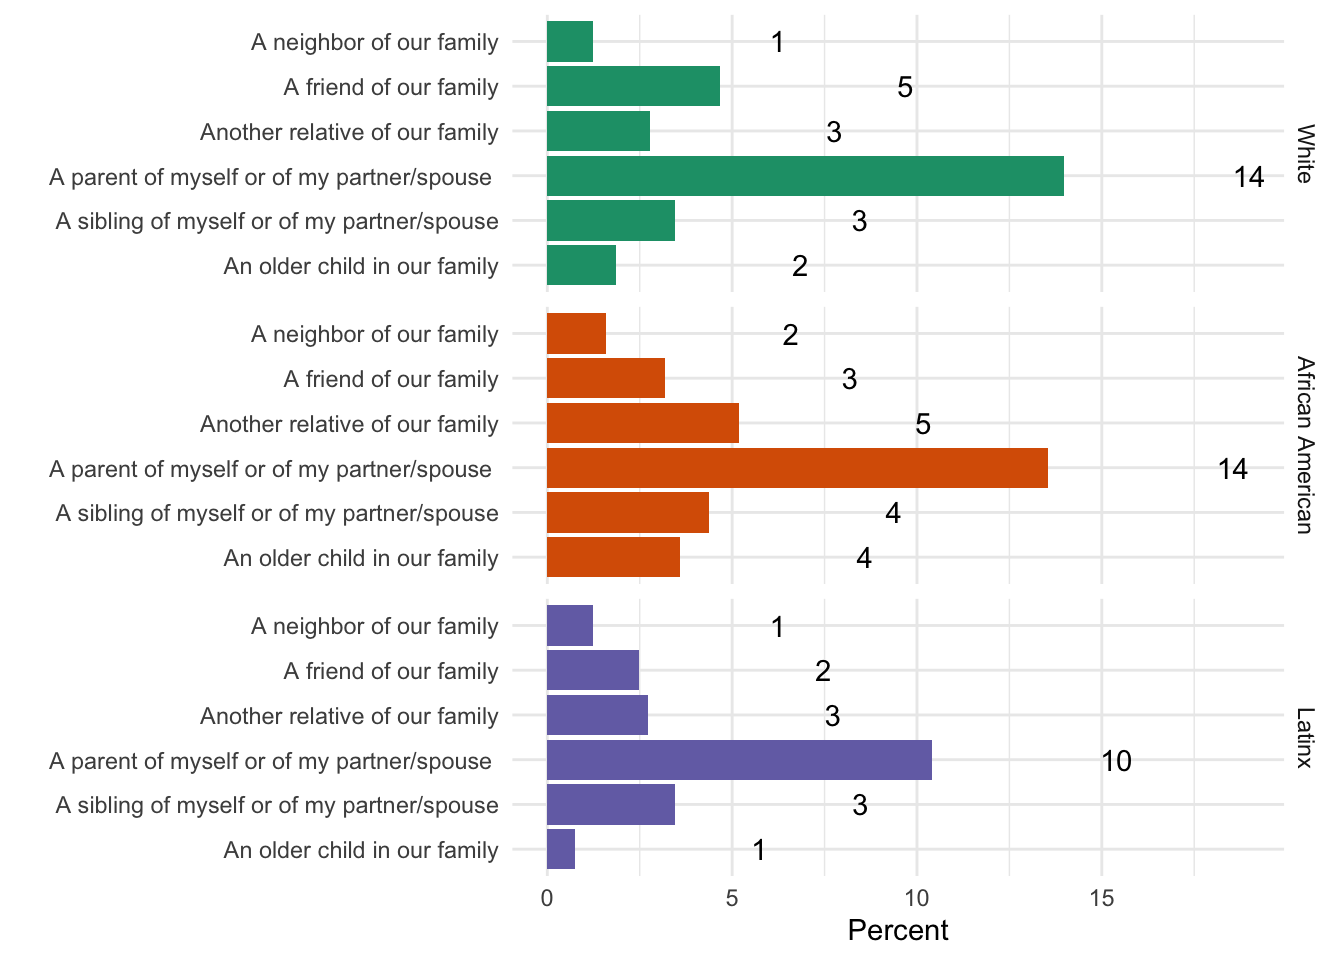 A neighbor of our family 1
A friend of our family 5
Another relative of our family 3
A parent of myself or of my partner/spouse 14
A sibling of myself or of my partner/spouse 3
An older child in our family 2
White
A neighbor of our family 2
A friend of our family 3
Another relative of our family 5
A parent of myself or of my partner/spouse 14
A sibling of myself or of my partner/spouse 4
An older child in our family 4
African American
A neighbor of our family 1
A friend of our family 2
Another relative of our family 3
A parent of myself or of my partner/spouse 10
A sibling of myself or of my partner/spouse 3
An older child in our family 1
Latinx
0 5 10 15
Percent